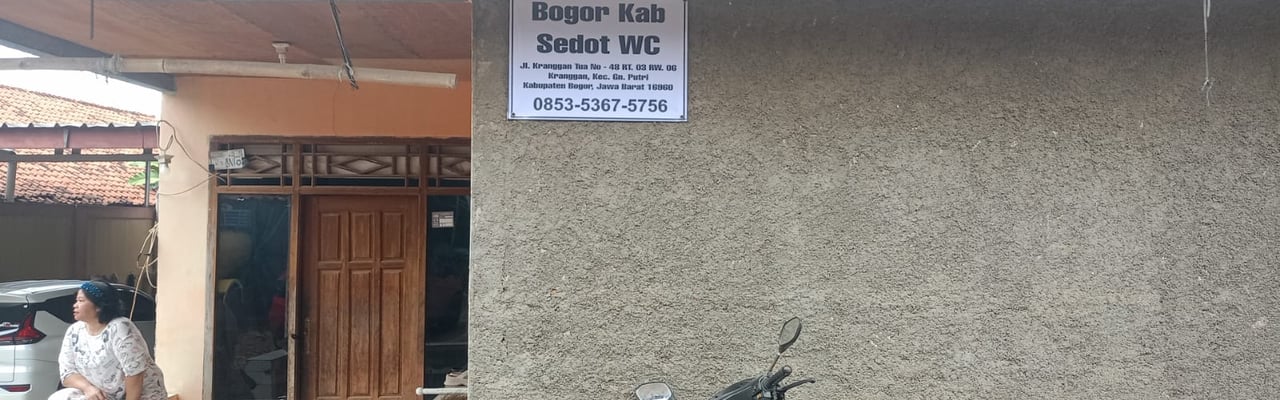 Bogor Kab
Sedot WC
Jl. Kranggan Tua No - 48 RT. 03 RW. 06
Kranggan, Kec. Gn. Putri
Kabupaten Bogor, Jawa Barat 16960
0853-5367-5756